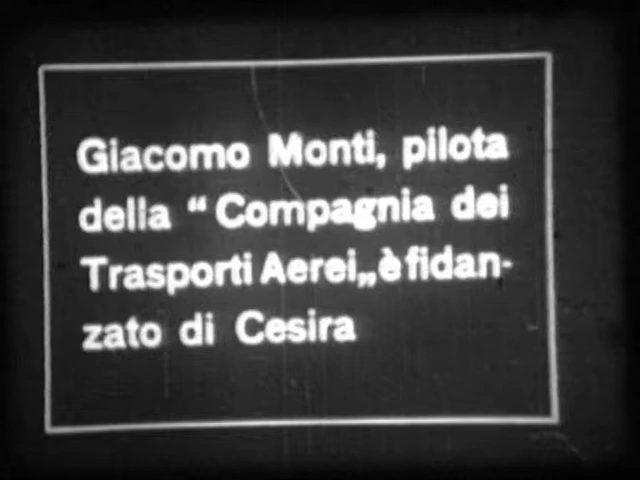 Giacomo Monti, pilota
della “Compagnia dei
Trasporti Aerei„ è fidan-
zato di Cesira